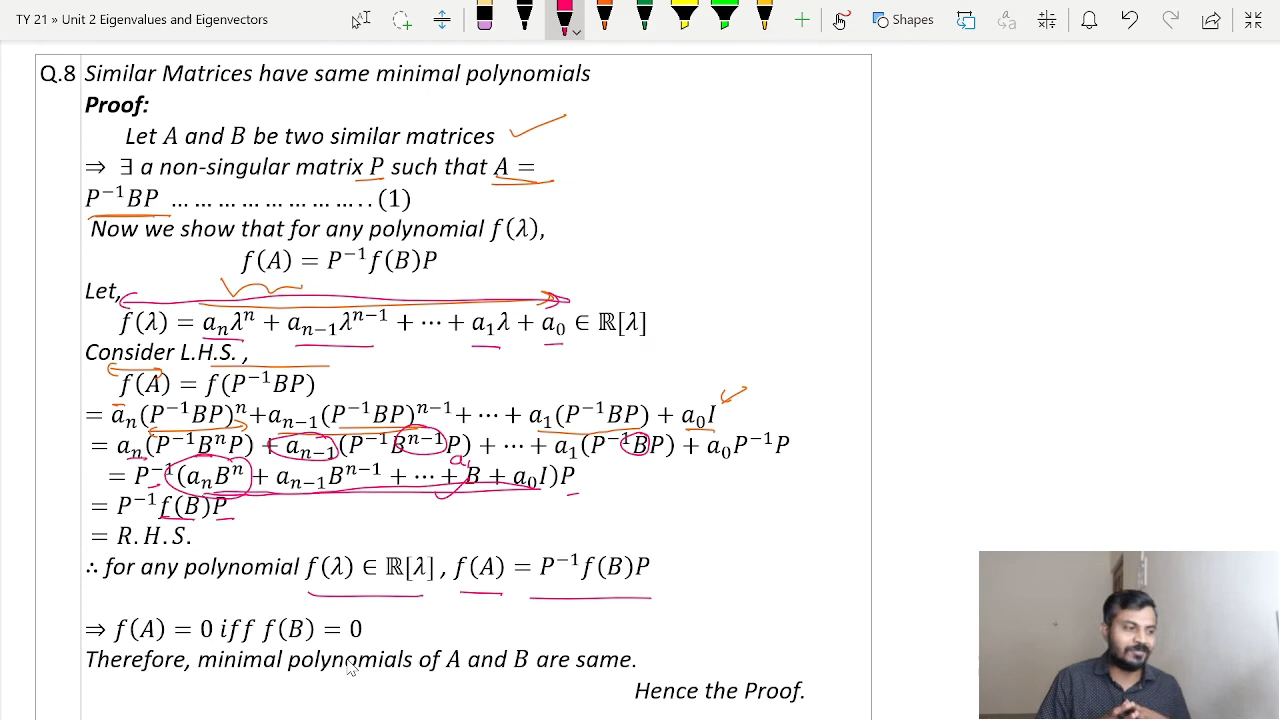 TY 21 » Unit 2 Eigenvalues and Eigenvectors
Shapes
Q.8 Similar Matrices have same minimal polynomials
Proof:
Let A and B be two similar matrices
⇒ ∃ a non-singular matrix P such that A =
P⁻¹BP … … … … … … … .. (1)
Now we show that for any polynomial f(λ),
f(A) = P⁻¹f(B)P
Let,
f(λ) = aₙλⁿ + aₙ₋₁λⁿ⁻¹ + ⋯ + a₁λ + a₀ ∈ ℝ[λ]
Consider L.H.S. ,
f(A) = f(P⁻¹BP)
= aₙ(P⁻¹BP)ⁿ+aₙ₋₁(P⁻¹BP)ⁿ⁻¹+ ⋯ + a₁(P⁻¹BP) + a₀I
= aₙ(P⁻¹BⁿP) + aₙ₋₁(P⁻¹Bⁿ⁻¹P) + ⋯ + a₁(P⁻¹BP) + a₀P⁻¹P
a₁
= P⁻¹(aₙBⁿ + aₙ₋₁Bⁿ⁻¹ + ⋯ + B + a₀I)P
= P⁻¹f(B)P
= R.H.S.
∴ for any polynomial f(λ) ∈ ℝ[λ] , f(A) = P⁻¹f(B)P
⇒ f(A) = 0 iff f(B) = 0
Therefore, minimal polynomials of A and B are same.
Hence the Proof.